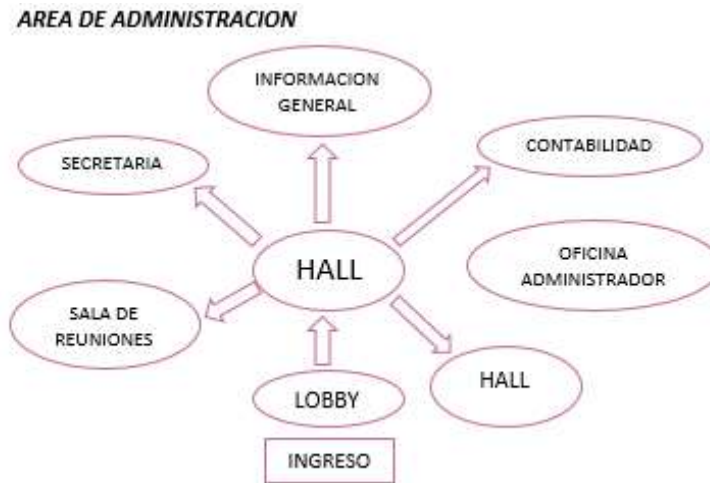 AREA DE ADMINISTRACION
INFORMACION
GENERAL
SECRETARIA
CONTABILIDAD
HALL
OFICINA
ADMINISTRADOR
SALA DE
REUNIONES
HALL
LOBBY
INGRESO